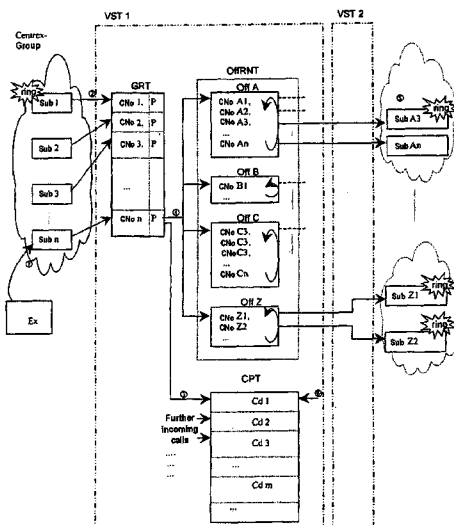 VST 1
VST 2
Centrex-
Group
ring
Sub 1
Sub 2
Sub 3
Sub n
Ex
GRT
CNo 1, P
CNo 2, P
CNo 3, P
...
CNo n P
OffRNT
Off A
CNo A1,
CNo A2,
CNo A3,
...
CNo An
Off B
CNo B1
...
Off C
CNo C3,
CNo C3,
CNo C3,
...
CNo Cn
Off Z
CNo Z1,
CNo Z2
...
ring
Sub A3
Sub An
ring
Sub Z1
ring
Sub Z2
CPT
Cd 1
Cd 2
Cd 3
...
Cd m
...
Further
incoming
calls
....
....